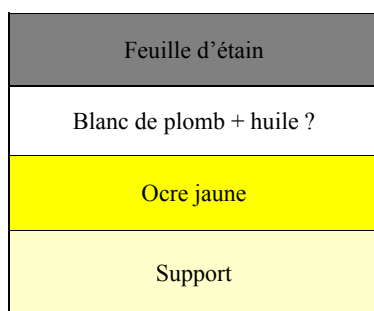 Feuille d’étain
Blanc de plomb + huile ?
Ocre jaune
Support